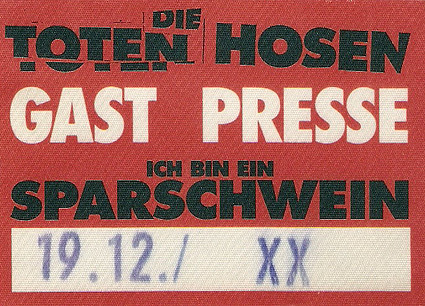 DIE
TOTEN HOSEN
GAST PRESSE
ICH BIN EIN
SPARSCHWEIN
19.12./ XX